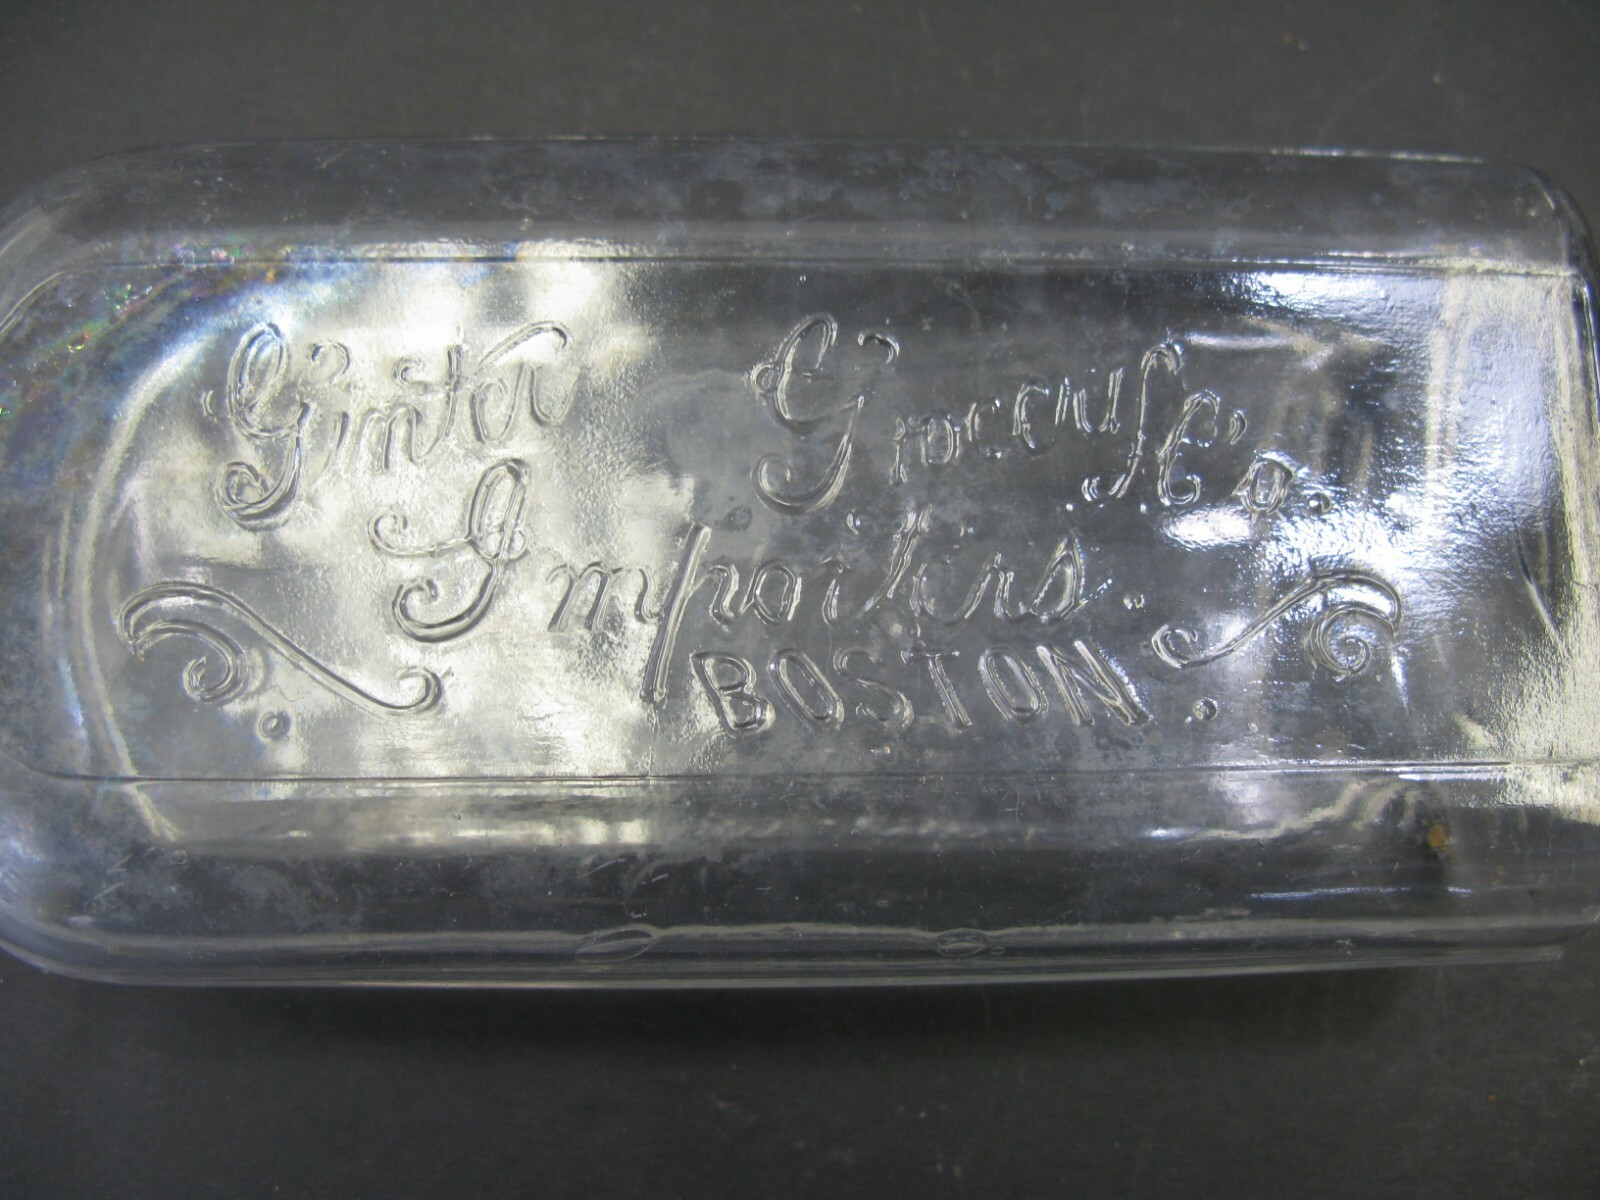 Ginter Grocery Co.
Importers.
BOSTON.